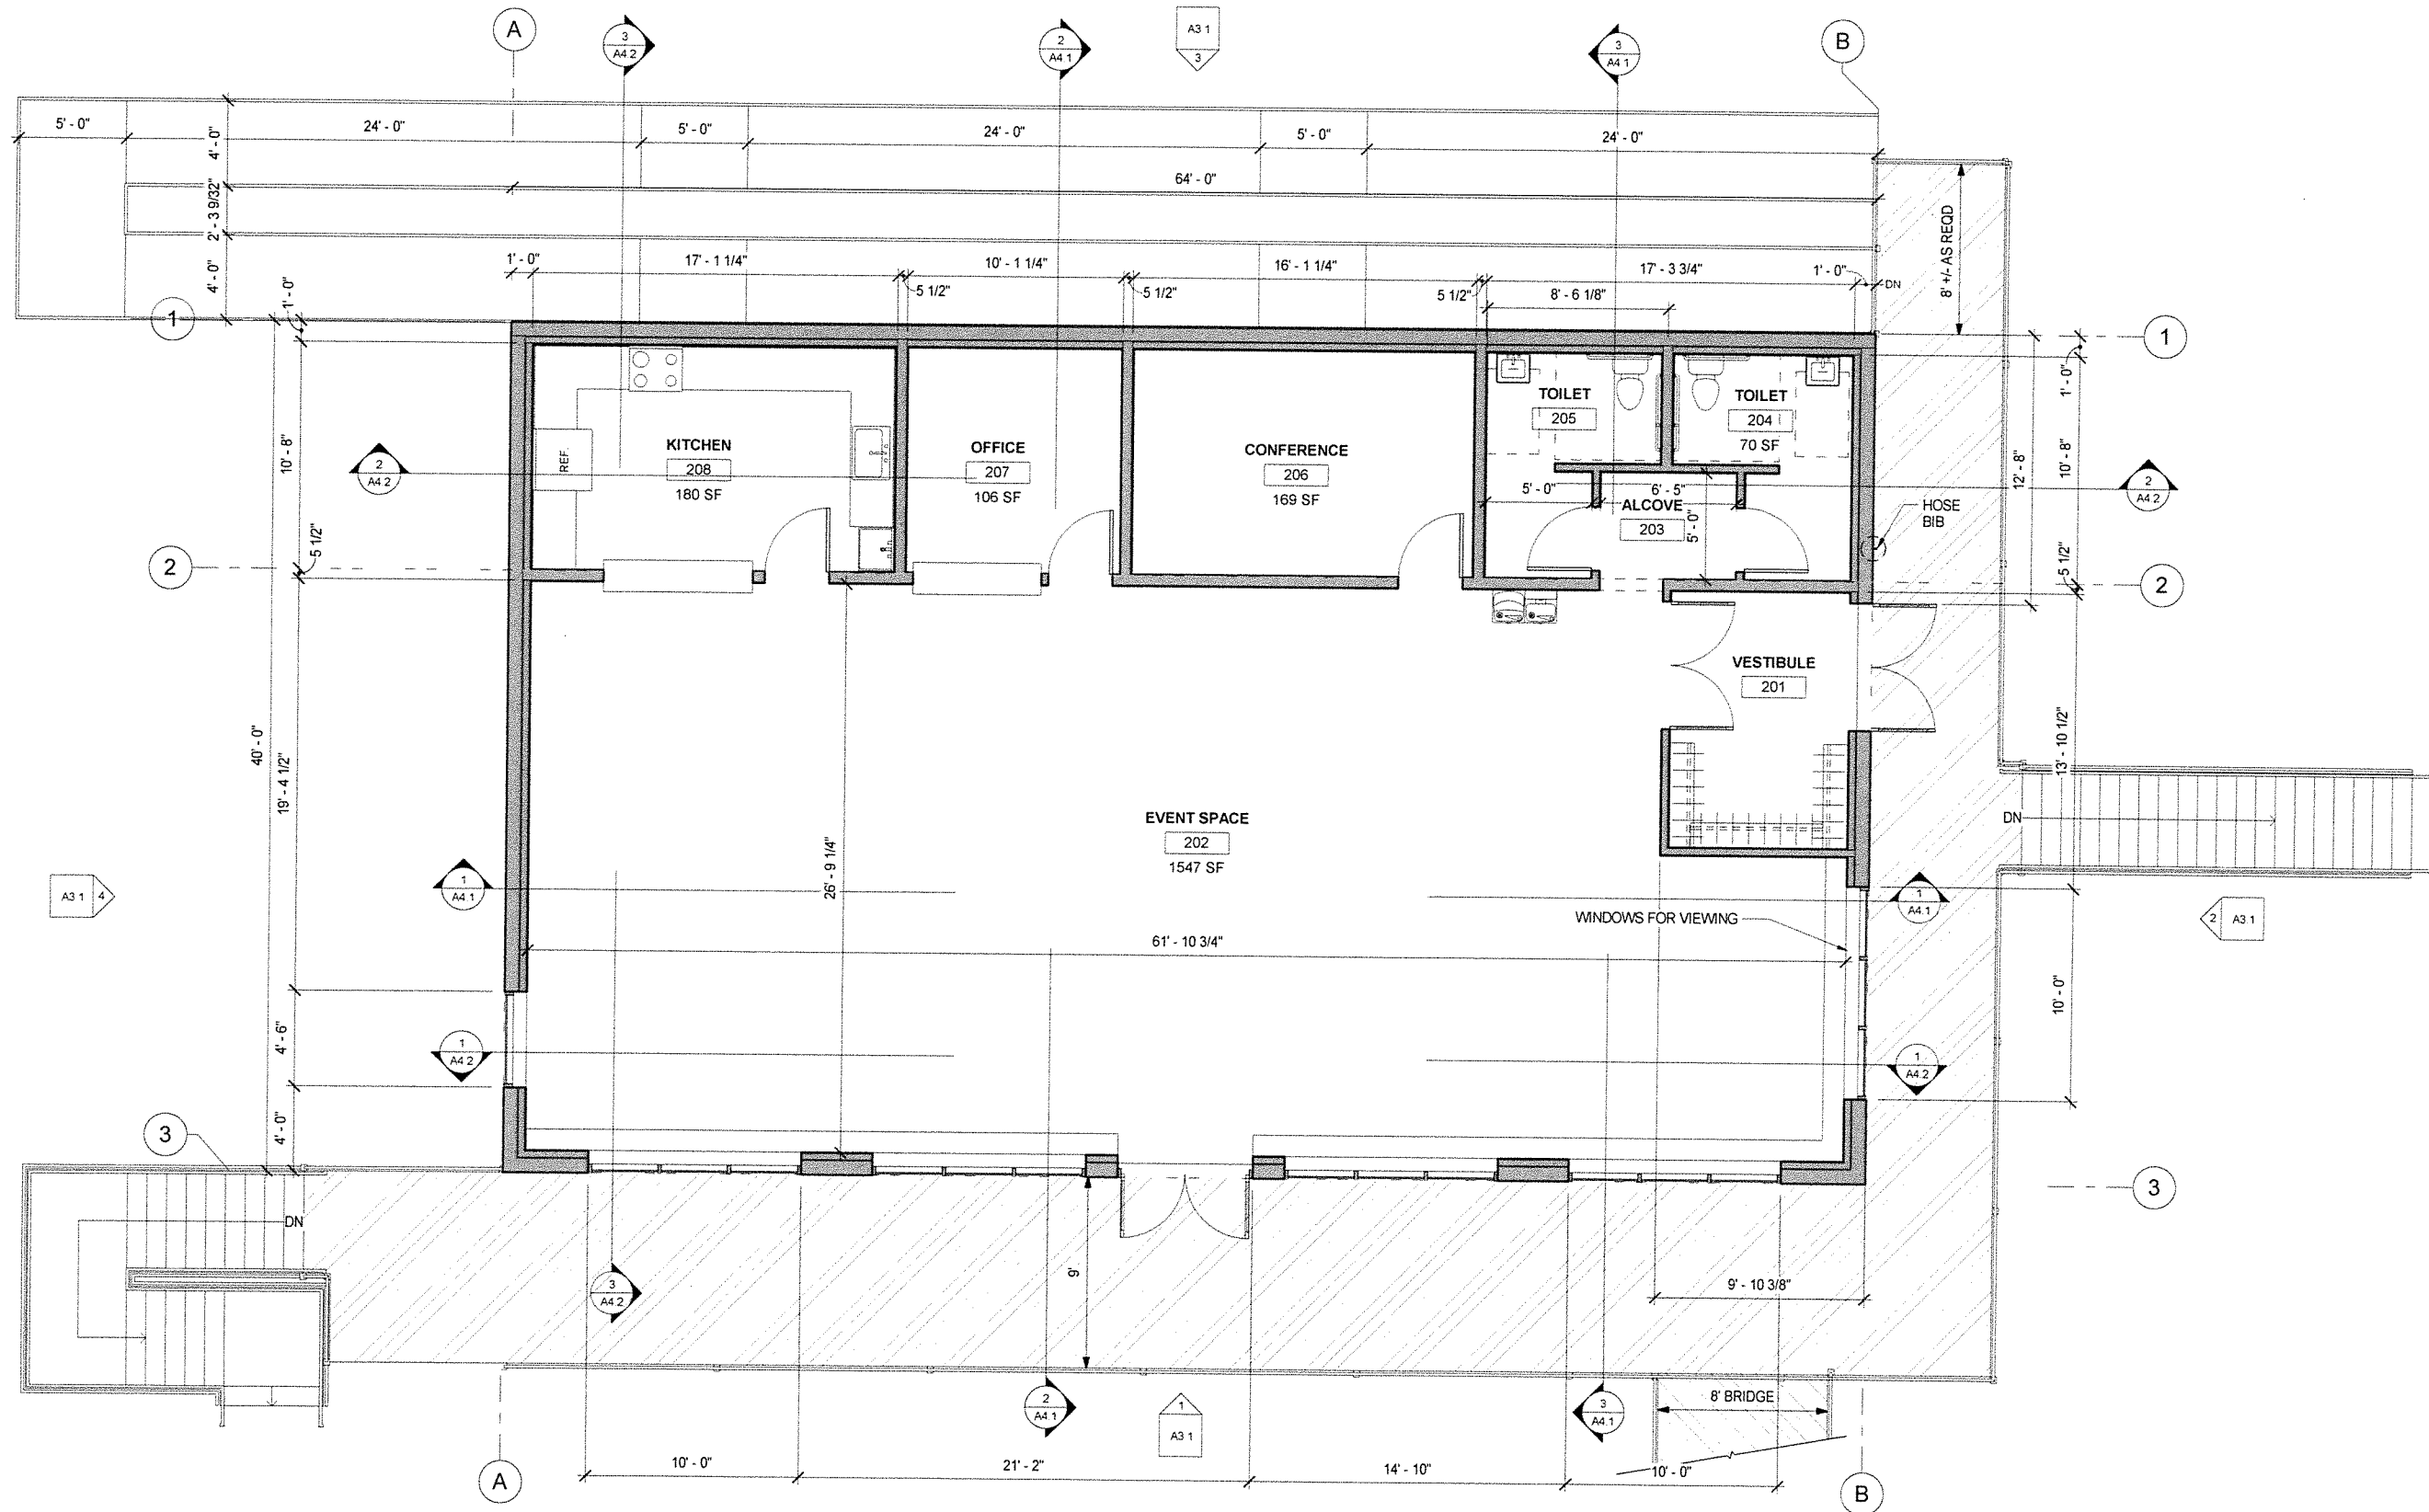 A
3
A4.2
2
A4.1
A3 1
3
3
A4.1
B
5' - 0"
24' - 0"
5' - 0"
24' - 0"
5' - 0"
24' - 0"
4' - 0"
64' - 0"
2' - 3 9/32"
4' - 0"
8' +/- AS REQD
1' - 0"
17' - 1 1/4"
10' - 1 1/4"
16' - 1 1/4"
17' - 3 3/4"
1' - 0"
DN
5 1/2"
5 1/2"
5 1/2"
8' - 6 1/8"
1
1' - 0"
1
1' - 0"
TOILET
205
TOILET
204
70 SF
KITCHEN
208
180 SF
REF.
OFFICE
207
106 SF
CONFERENCE
206
169 SF
10' - 8"
2
A4 2
12' - 8"
10' - 8"
2
A4.2
5' - 0"
6' - 5"
ALCOVE
203
5' - 0"
HOSE
BIB
5 1/2"
2
5 1/2"
2
VESTIBULE
201
40' - 0"
19' - 4 1/2"
13' - 10 1/2"
DN
EVENT SPACE
202
1547 SF
26' - 9 1/4"
A3 1
4
1
A4.1
1
A4.1
WINDOWS FOR VIEWING
2
A3.1
61' - 10 3/4"
10' - 0"
4' - 6"
1
A4.2
1
A4.2
4' - 0"
3
3
DN
9'
3
A4.2
9' - 10 3/8"
2
A4.1
1
A3 1
3
A4.1
8' BRIDGE
A
10' - 0"
21' - 2"
14' - 10"
10' - 0"
B